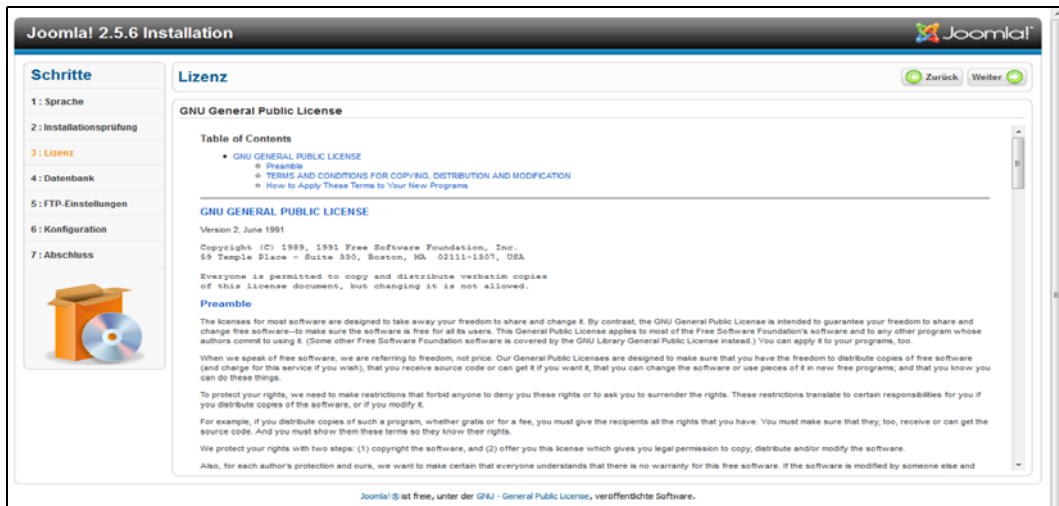 Joomla! 2.5.6 Installation
Joomla!
Schritte
1 : Sprache
2 : Installationsprüfung
3 : Lizenz
4 : Datenbank
5 : FTP-Einstellungen
6 : Konfiguration
7 : Abschluss
Lizenz
Zurück
Weiter
GNU General Public License
Table of Contents
GNU GENERAL PUBLIC LICENSE
Preamble
TERMS AND CONDITIONS FOR COPYING, DISTRIBUTION AND MODIFICATION
How to Apply These Terms to Your New Programs
GNU GENERAL PUBLIC LICENSE
Version 2, June 1991
Copyright (C) 1989, 1991 Free Software Foundation, Inc.
59 Temple Place - Suite 330, Boston, MA 02111-1307, USA
Everyone is permitted to copy and distribute verbatim copies
of this license document, but changing it is not allowed.
Preamble
The licenses for most software are designed to take away your freedom to share and change it. By contrast, the GNU General Public License is intended to guarantee your freedom to share and
change free software--to make sure the software is free for all its users. This General Public License applies to most of the Free Software Foundation's software and to any other program whose
authors commit to using it. (Some other Free Software Foundation software is covered by the GNU Library General Public License instead.) You can apply it to your programs, too.
When we speak of free software, we are referring to freedom, not price. Our General Public Licenses are designed to make sure that you have the freedom to distribute copies of free software
(and charge for this service if you wish), that you receive source code or can get it if you want it, that you can change the software or use pieces of it in new free programs; and that you know you
can do these things.
To protect your rights, we need to make restrictions that forbid anyone to deny you these rights or to ask you to surrender the rights. These restrictions translate to certain responsibilities for you if
you distribute copies of the software, or if you modify it.
For example, if you distribute copies of such a program, whether gratis or for a fee, you must give the recipients all the rights that you have. You must make sure that they, too, receive or can get the
source code. And you must show them these terms so they know their rights.
We protect your rights with two steps: (1) copyright the software, and (2) offer you this license which gives you legal permission to copy, distribute and/or modify the software.
Also, for each author's protection and ours, we want to make certain that everyone understands that there is no warranty for this free software. If the software is modified by someone else and
Joomla! ® ist freie, unter der GNU - General Public License, veröffentlichte Software.